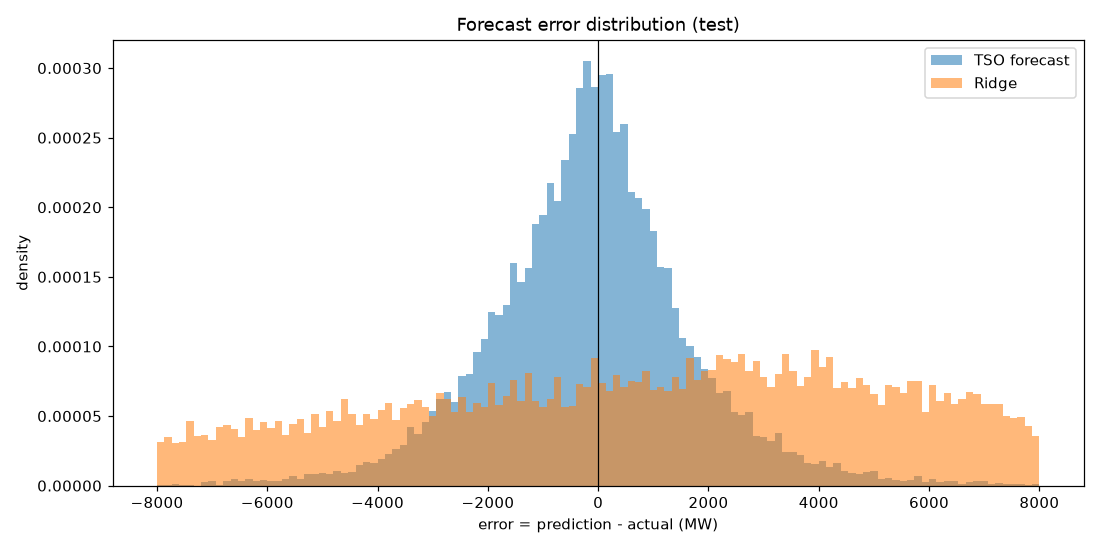 Forecast error distribution (test)
TSO forecast
Ridge
density
0.00030
0.00025
0.00020
0.00015
0.00010
0.00005
0.00000
−8000 −6000 −4000 −2000 0 2000 4000 6000 8000
error = prediction - actual (MW)